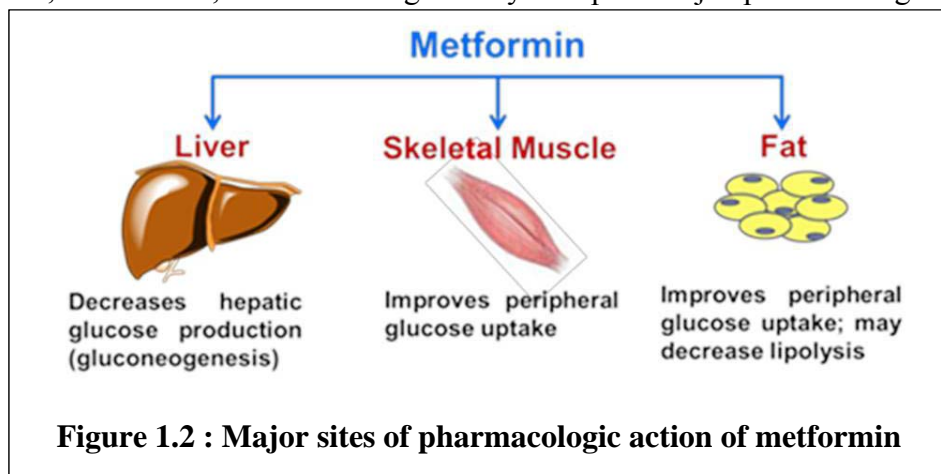 Metformin
Liver
Skeletal Muscle
Fat
Decreases hepatic
glucose production
(gluconeogenesis)
Improves peripheral
glucose uptake
Improves peripheral
glucose uptake; may
decrease lipolysis
Figure 1.2 : Major sites of pharmacologic action of metformin